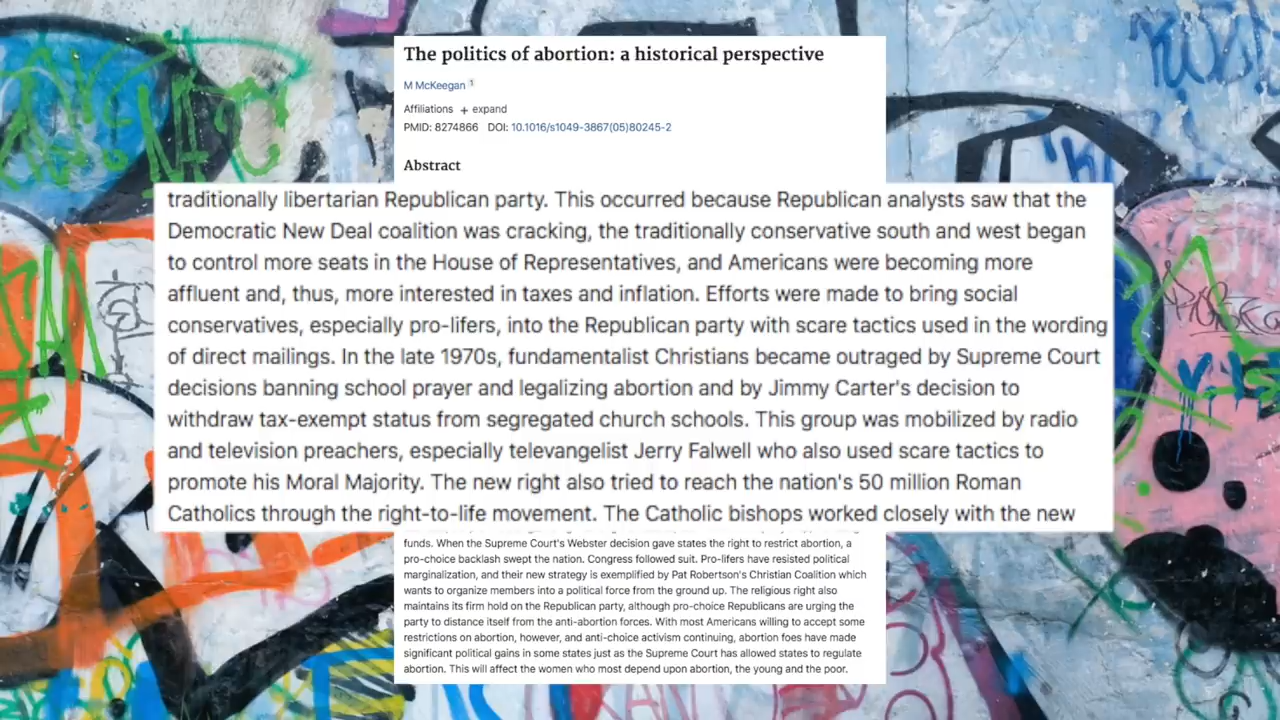 The politics of abortion: a historical perspective
M McKeegan 1
Affiliations + expand
PMID: 8274866 DOI: 10.1016/s1049-3867(05)80245-2
Abstract
traditionally libertarian Republican party. This occurred because Republican analysts saw that the
Democratic New Deal coalition was cracking, the traditionally conservative south and west began
to control more seats in the House of Representatives, and Americans were becoming more
affluent and, thus, more interested in taxes and inflation. Efforts were made to bring social
conservatives, especially pro-lifers, into the Republican party with scare tactics used in the wording
of direct mailings. In the late 1970s, fundamentalist Christians became outraged by Supreme Court
decisions banning school prayer and legalizing abortion and by Jimmy Carter's decision to
withdraw tax-exempt status from segregated church schools. This group was mobilized by radio
and television preachers, especially televangelist Jerry Falwell who also used scare tactics to
promote his Moral Majority. The new right also tried to reach the nation's 50 million Roman
Catholics through the right-to-life movement. The Catholic bishops worked closely with the new
funds. When the Supreme Court's Webster decision gave states the right to restrict abortion, a
pro-choice backlash swept the nation. Congress followed suit. Pro-lifers have resisted political
marginalization, and their new strategy is exemplified by Pat Robertson's Christian Coalition which
wants to organize members into a political force from the ground up. The religious right also
maintains its firm hold on the Republican party, although pro-choice Republicans are urging the
party to distance itself from the anti-abortion forces. With most Americans willing to accept some
restrictions on abortion, however, and anti-choice activism continuing, abortion foes have made
significant political gains in some states just as the Supreme Court has allowed states to regulate
abortion. This will affect the women who most depend upon abortion, the young and the poor.